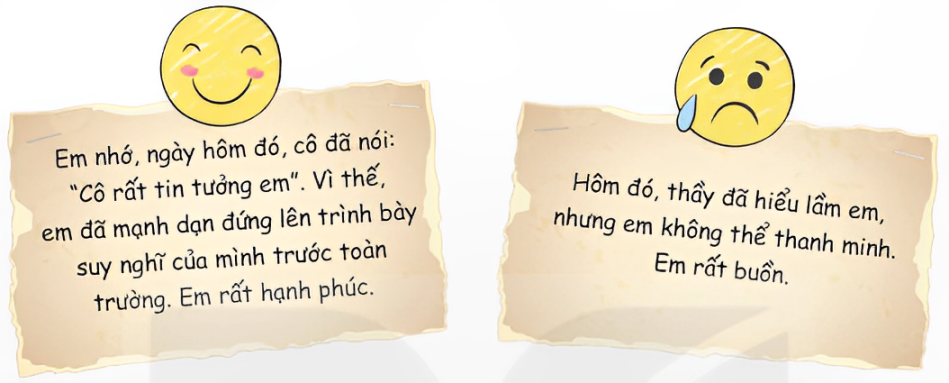 Em nhớ, ngày hôm đó, cô đã nói:
“Cô rất tin tưởng em”. Vì thế,
em đã mạnh dạn đứng lên trình bày
suy nghĩ của mình trước toàn
trường. Em rất hạnh phúc.
Hôm đó, thầy đã hiểu lầm em,
nhưng em không thể thanh minh.
Em rất buồn.